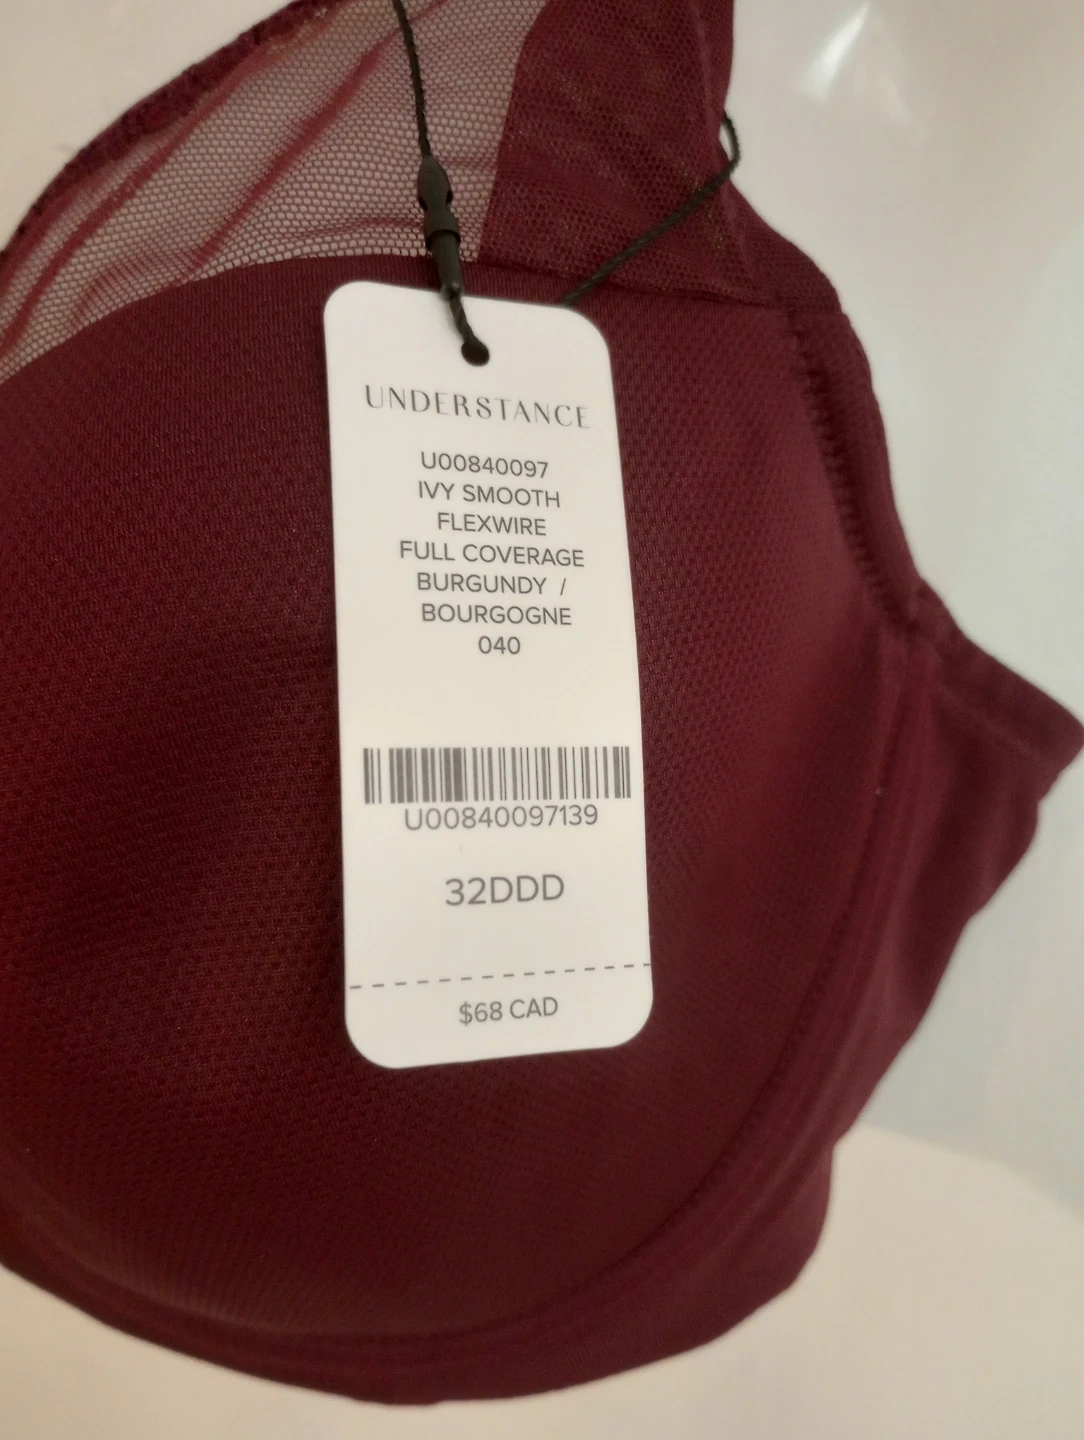 UNDERSTANCE
U00840097
IVY SMOOTH
FLEXWIRE
FULL COVERAGE
BURGUNDY /
BOURGOGNE
040
U00840097139
32DDD
$68 CAD